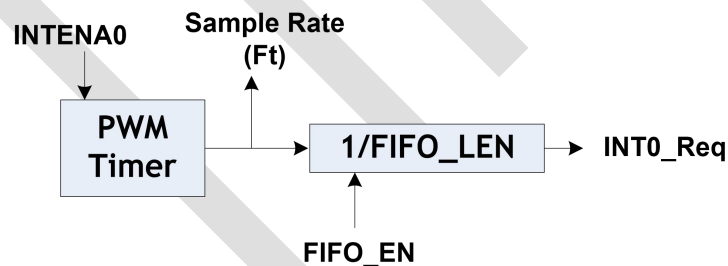 INTENA0
Sample Rate
(Ft)
PWM
Timer
1/FIFO_LEN
INT0_Req
FIFO_EN